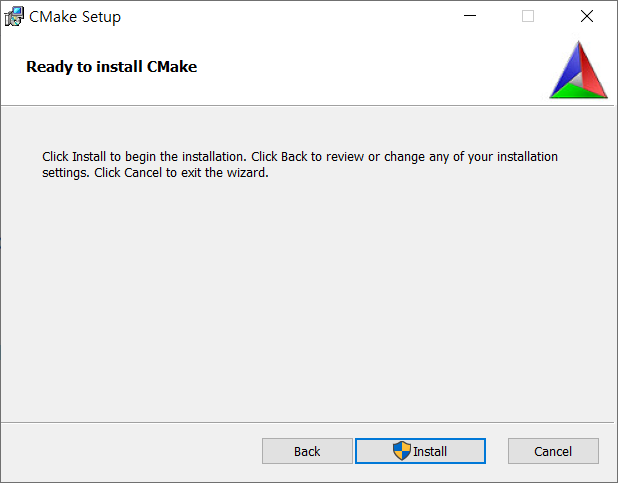 CMake Setup
Ready to install CMake
Click Install to begin the installation. Click Back to review or change any of your installation
settings. Click Cancel to exit the wizard.
Back
Install
Cancel